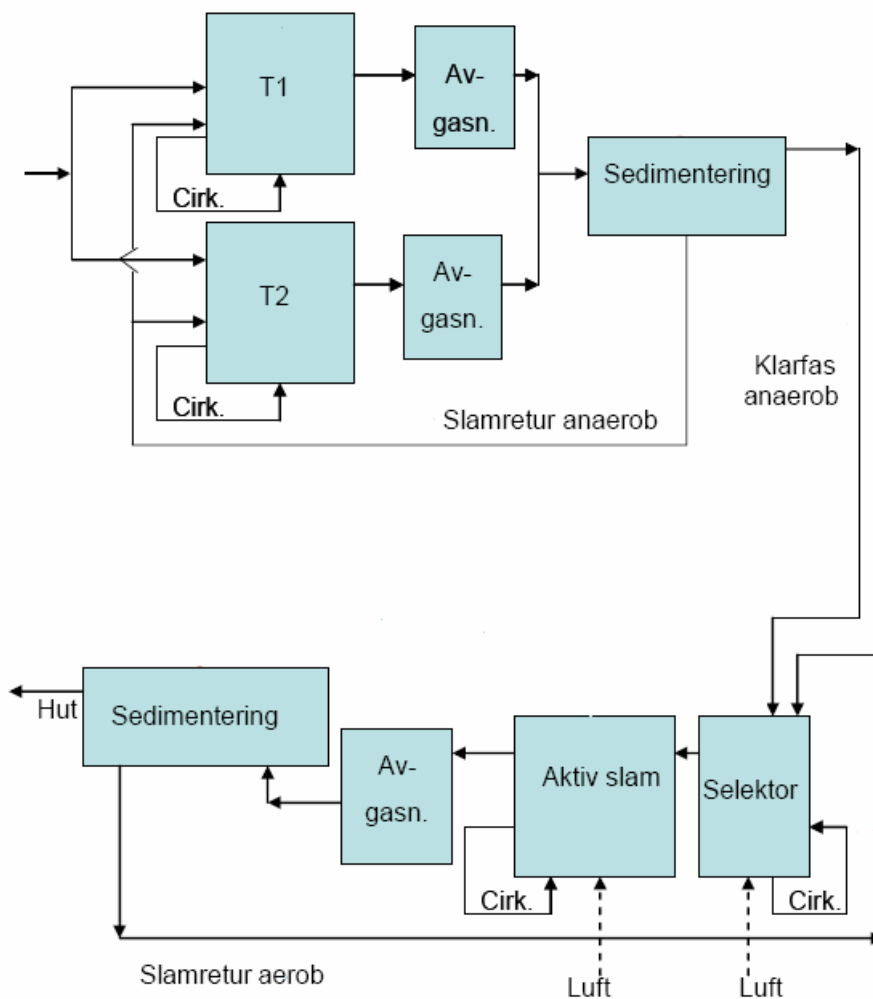 T1
Av-
gasn.
Sedimentering
Cirk.
T2
Av-
gasn.
Cirk.
Klarfas
anaerob
Slamretur anaerob
Hut
Sedimentering
Av-
gasn.
Aktiv slam
Selektor
Cirk.
Cirk.
Slamretur aerob
Luft
Luft